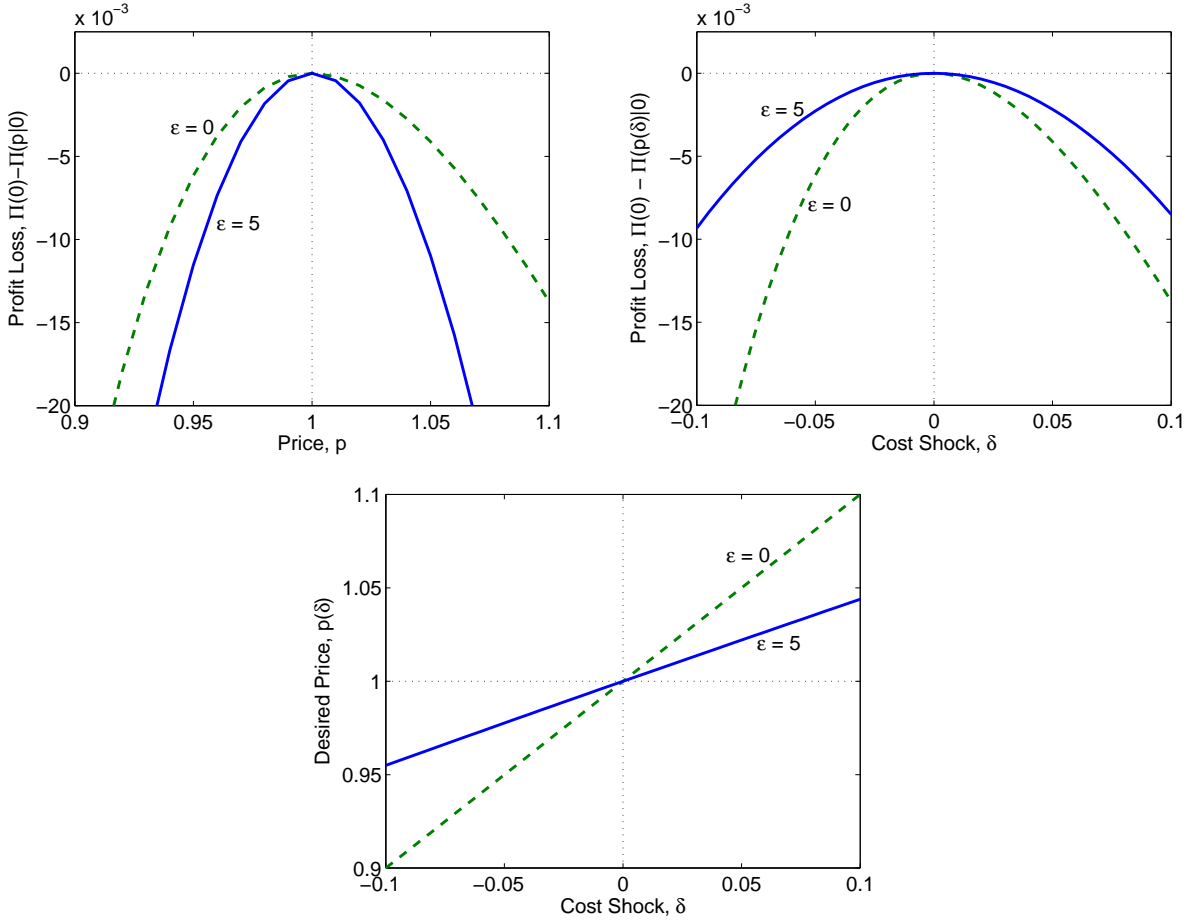 x 10⁻³
Profit Loss, Π(0)−Π(p|0)
0
−5
−10
−15
−20
ε = 0
ε = 5
0.9
0.95
1
1.05
1.1
Price, p
x 10⁻³
Profit Loss, Π(0) − Π(p(δ)|0)
0
−5
−10
−15
−20
ε = 5
ε = 0
−0.1
−0.05
0
0.05
0.1
Cost Shock, δ
Desired Price, p(δ)
1.1
1.05
1
0.95
0.9
ε = 0
ε = 5
−0.1
−0.05
0
0.05
0.1
Cost Shock, δ